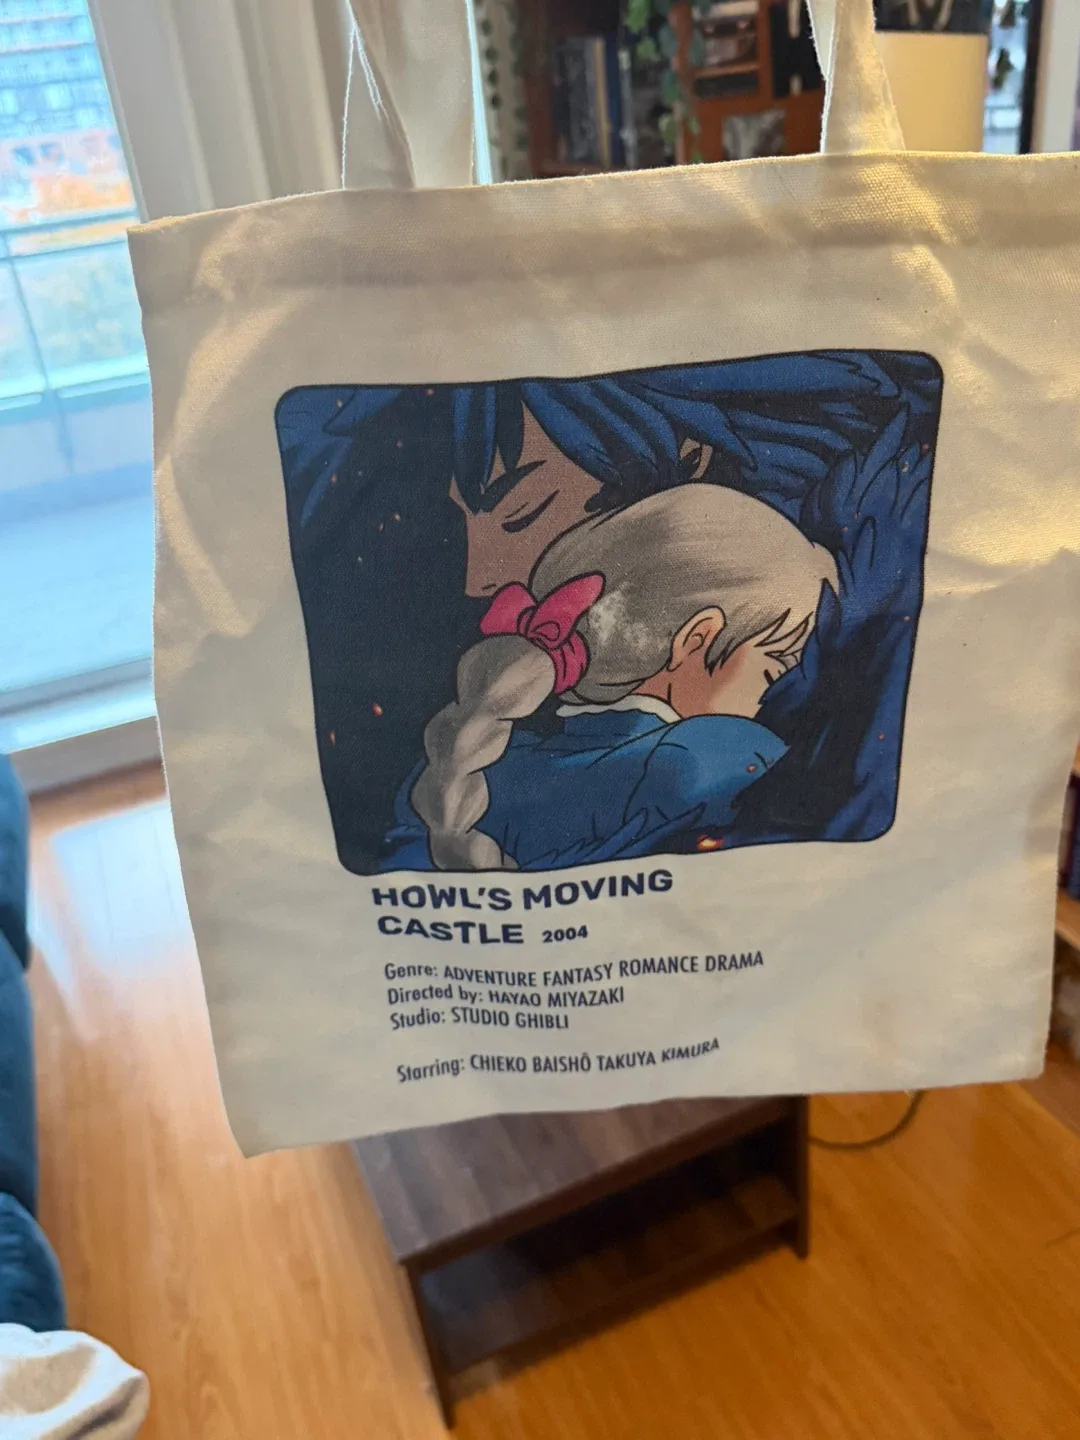 HOWL'S MOVING
CASTLE 2004
Genre: ADVENTURE FANTASY ROMANCE DRAMA
Directed by: HAYAO MIYAZAKI
Studio: STUDIO GHIBLI
Starring: CHIEKO BAISHŌ TAKUYA KIMURA